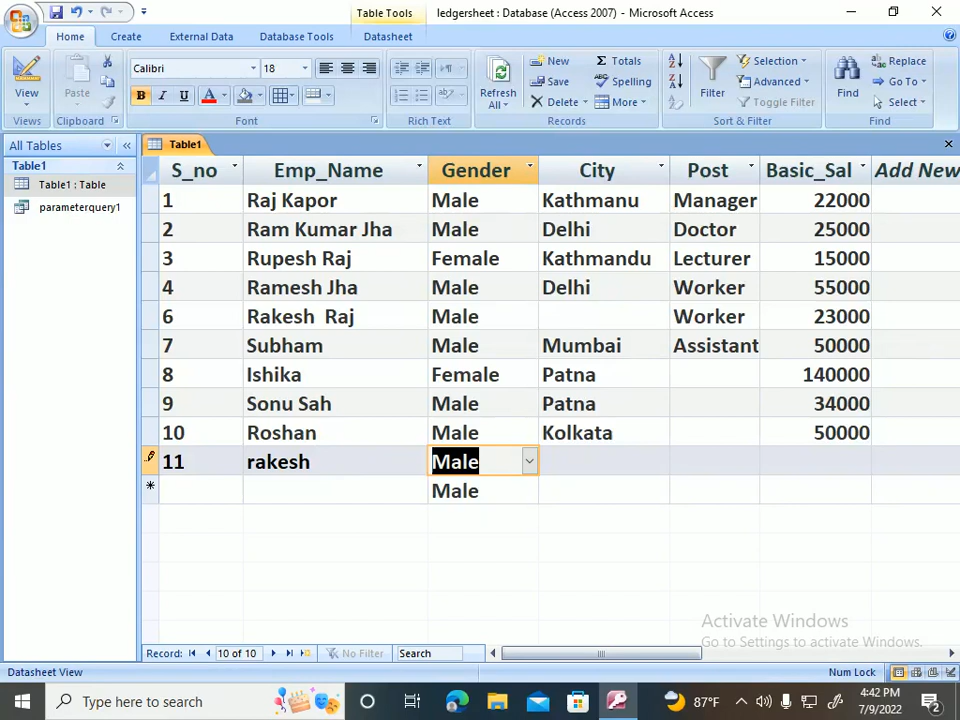 Table Tools
ledgersheet : Database (Access 2007) - Microsoft Access
Home Create External Data Database Tools Datasheet
View
Views
Paste
Clipboard
Calibri 18
B I U A
Font
Rich Text
Refresh All
New
Save
Delete
Totals
Spelling
More
Records
Filter
Selection
Advanced
Toggle Filter
Sort & Filter
Find
Replace
Go To
Select
Find
All Tables
Table1
Table1 : Table
parameterquery1
Table1
S_no Emp_Name Gender City Post Basic_Sal Add New
1 Raj Kapor Male Kathmanu Manager 22000
2 Ram Kumar Jha Male Delhi Doctor 25000
3 Rupesh Raj Female Kathmandu Lecturer 15000
4 Ramesh Jha Male Delhi Worker 55000
6 Rakesh Raj Male Worker 23000
7 Subham Male Mumbai Assistant 50000
8 Ishika Female Patna 140000
9 Sonu Sah Male Patna 34000
10 Roshan Male Kolkata 50000
11 rakesh Male
Male
Activate Windows
Go to Settings to activate Windows.
Record: 10 of 10 No Filter Search
Datasheet View
Num Lock
Type here to search
87°F
4:42 PM
7/9/2022
2